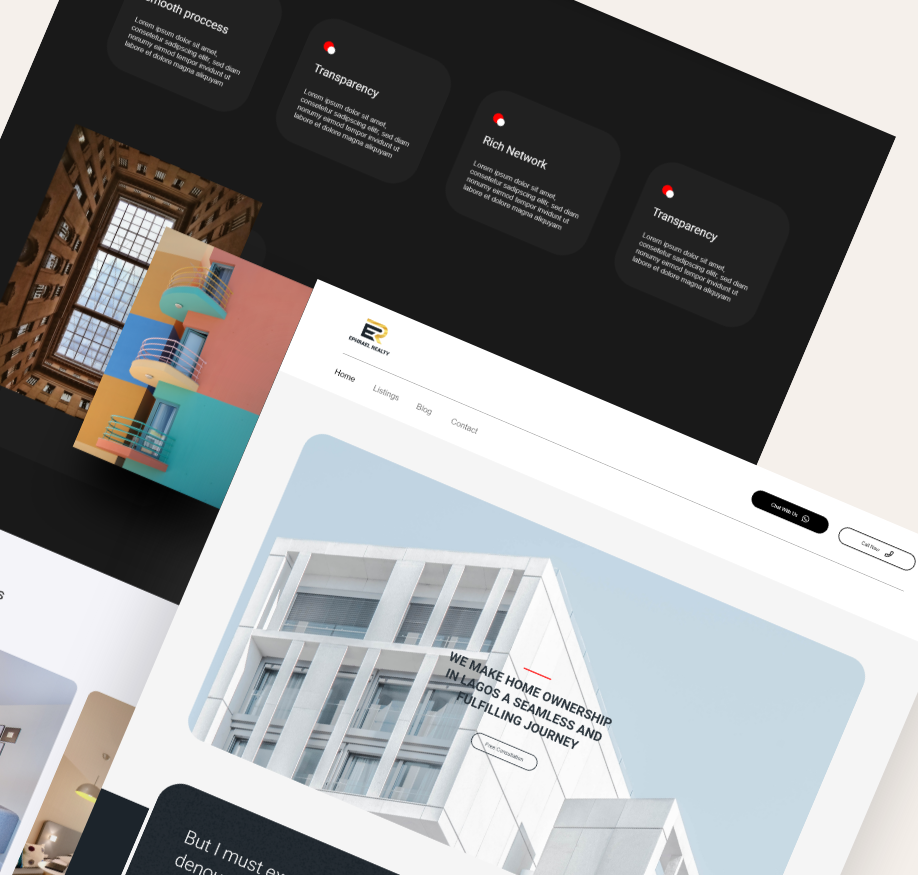 mooth proccess
Lorem ipsum dolor sit amet,
consetetur sadipscing elitr, sed diam
nonumy eirmod tempor invidunt ut
labore et dolore magna aliquyam
Transparency
Lorem ipsum dolor sit amet,
consetetur sadipscing elitr, sed diam
nonumy eirmod tempor invidunt ut
labore et dolore magna aliquyam
Rich Network
Lorem ipsum dolor sit amet,
consetetur sadipscing elitr, sed diam
nonumy eirmod tempor invidunt ut
labore et dolore magna aliquyam
Transparency
Lorem ipsum dolor sit amet,
consetetur sadipscing elitr, sed diam
nonumy eirmod tempor invidunt ut
labore et dolore magna aliquyam
s
ER
EPHRAEL REALTY
Home
Listings
Blog
Contact
Chat With Us
Call Now
WE MAKE HOME OWNERSHIP
IN LAGOS A SEAMLESS AND
FULFILLING JOURNEY
Free Consultation
But I must ex
denou